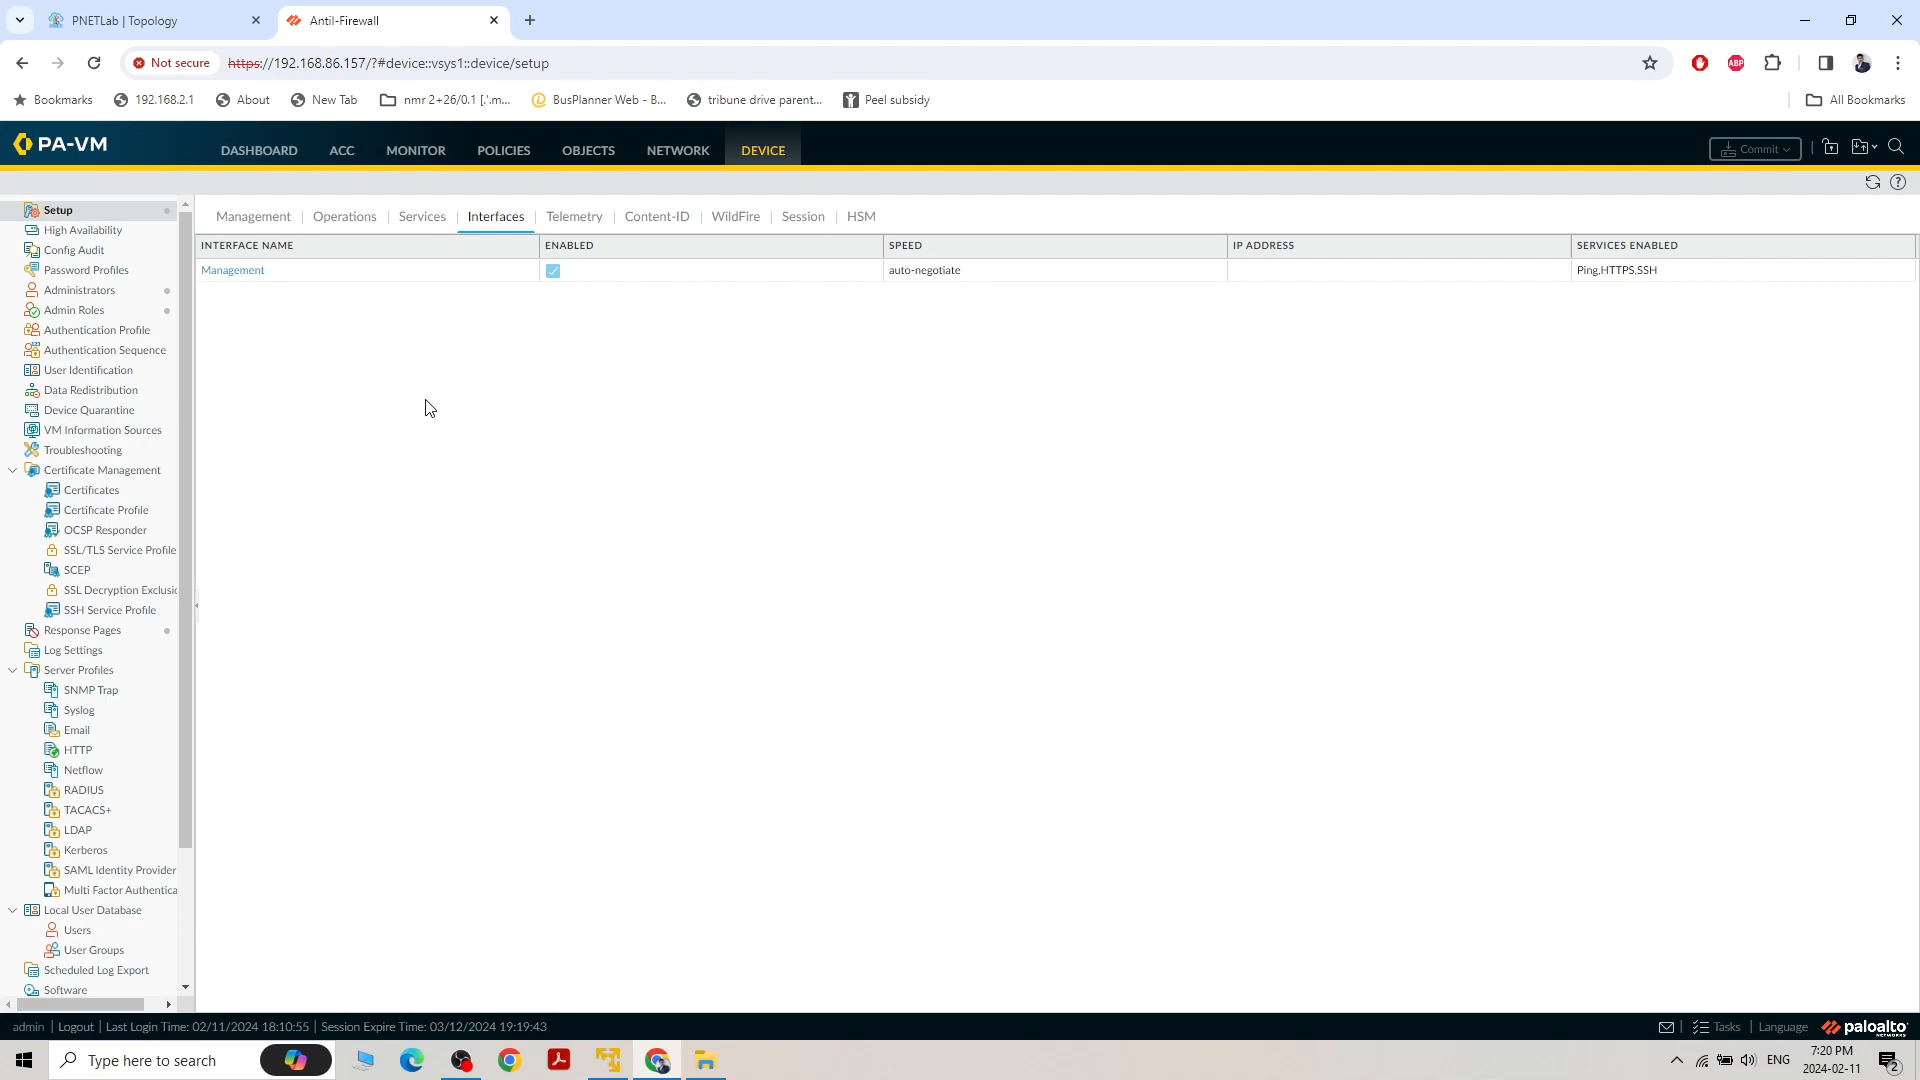 PNETLab | Topology
Antil-Firewall
Not secure
https://192.168.86.157/?#device::vsys1::device/setup
ABP
Bookmarks
192.168.2.1
About
New Tab
nmr 2+26/0.1 [.'.m...
BusPlanner Web - B...
tribune drive parent...
Peel subsidy
All Bookmarks
PA-VM
DASHBOARD
ACC
MONITOR
POLICIES
OBJECTS
NETWORK
DEVICE
Commit
Setup
High Availability
Config Audit
Password Profiles
Administrators
Admin Roles
Authentication Profile
Authentication Sequence
User Identification
Data Redistribution
Device Quarantine
VM Information Sources
Troubleshooting
Certificate Management
Certificates
Certificate Profile
OCSP Responder
SSL/TLS Service Profile
SCEP
SSL Decryption Exclusi
SSH Service Profile
Response Pages
Log Settings
Server Profiles
SNMP Trap
Syslog
Email
HTTP
Netflow
RADIUS
TACACS+
LDAP
Kerberos
SAML Identity Provider
Multi Factor Authentica
Local User Database
Users
User Groups
Scheduled Log Export
Software
Management | Operations | Services | Interfaces | Telemetry | Content-ID | WildFire | Session | HSM
INTERFACE NAME ENABLED SPEED IP ADDRESS SERVICES ENABLED
Management auto-negotiate Ping,HTTPS,SSH
admin | Logout | Last Login Time: 02/11/2024 18:10:55 | Session Expire Time: 03/12/2024 19:19:43
Tasks | Language
paloalto
NETWORKS
Type here to search
ENG
7:20 PM
2024-02-11
2